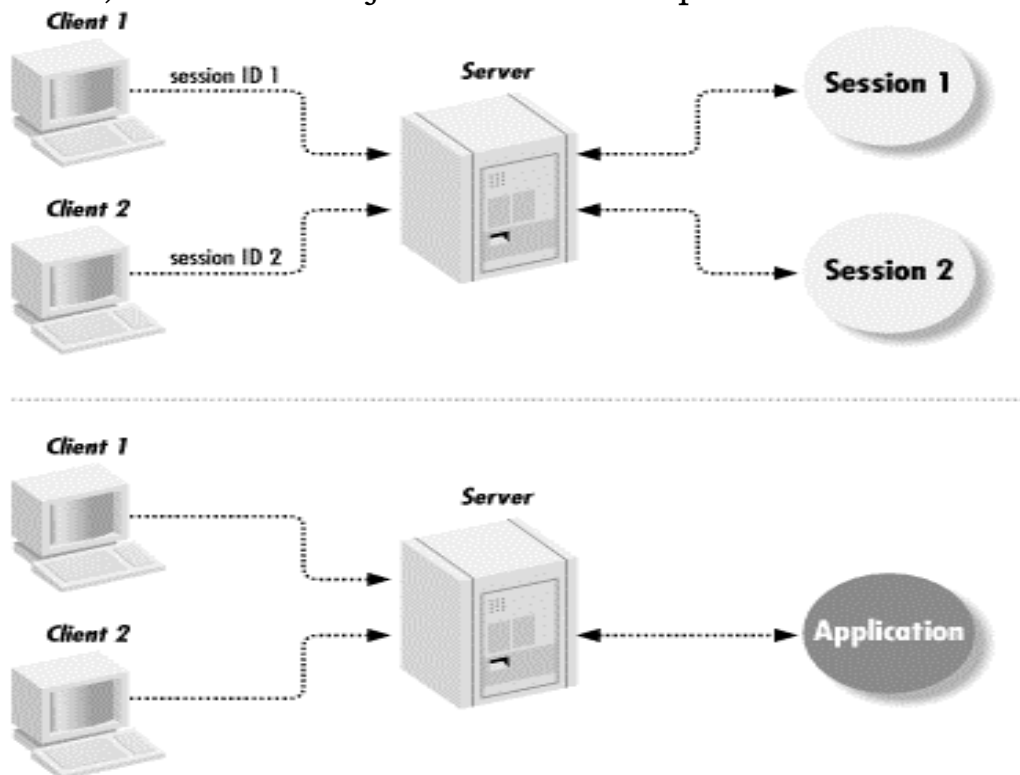 Client 1
session ID 1
Server
Session 1
Client 2
session ID 2
Session 2
Client 1
Server
Client 2
Application